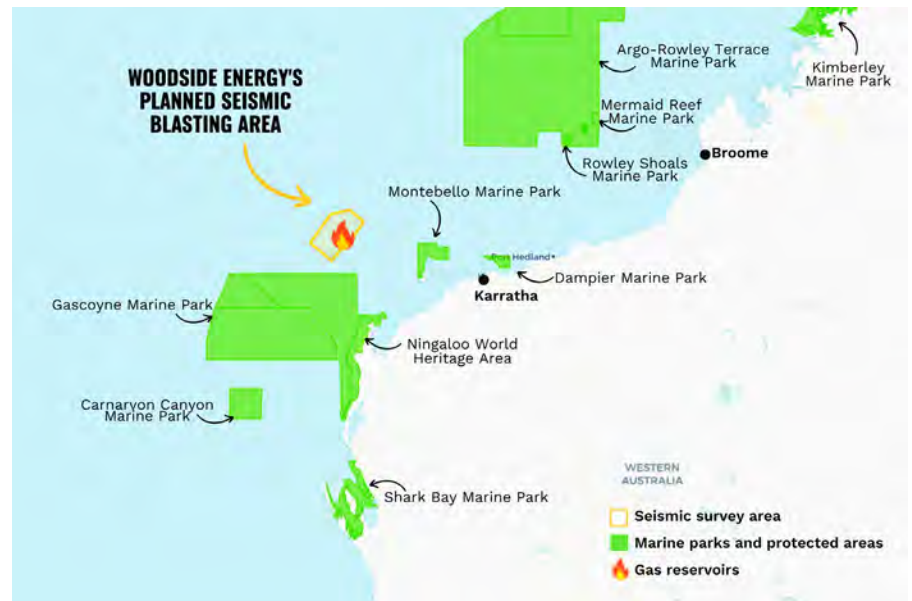 WOODSIDE ENERGY'S
PLANNED SEISMIC
BLASTING AREA
Argo-Rowley Terrace
Marine Park
Kimberley
Marine Park
Mermaid Reef
Marine Park
Broome
Rowley Shoals
Marine Park
Montebello Marine Park
Port Hedland
Dampier Marine Park
Karratha
Gascoyne Marine Park
Ningaloo World
Heritage Area
Carnarvon Canyon
Marine Park
Shark Bay Marine Park
WESTERN
AUSTRALIA
Seismic survey area
Marine parks and protected areas
Gas reservoirs